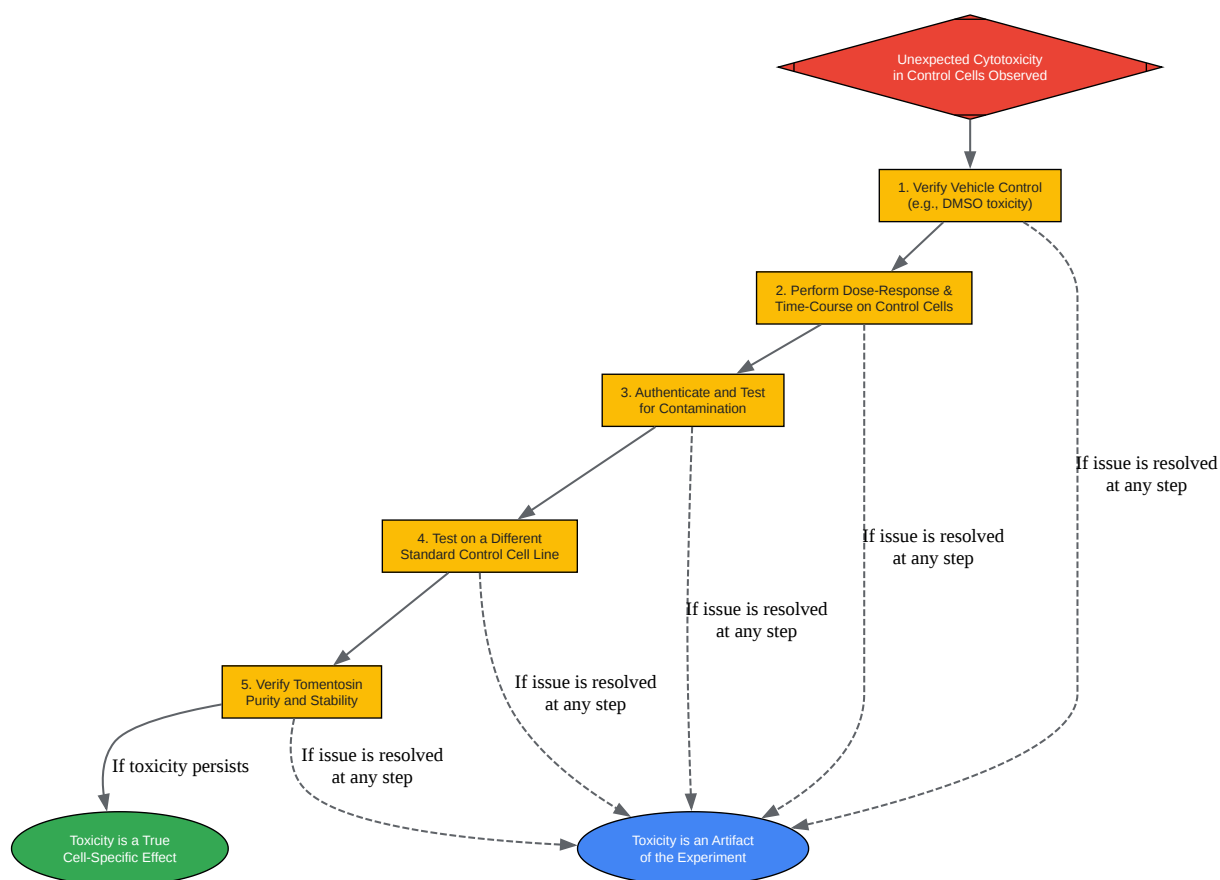 Unexpected Cytotoxicity
in Control Cells Observed
1. Verify Vehicle Control
(e.g., DMSO toxicity)
2. Perform Dose-Response &
Time-Course on Control Cells
3. Authenticate and Test
for Contamination
If issue is resolved
at any step
4. Test on a Different
Standard Control Cell Line
If issue is resolved
at any step
If issue is resolved
at any step
5. Verify Tomentosin
Purity and Stability
If issue is resolved
at any step
If toxicity persists
If issue is resolved
at any step
Toxicity is a True
Cell-Specific Effect
Toxicity is an Artifact
of the Experiment